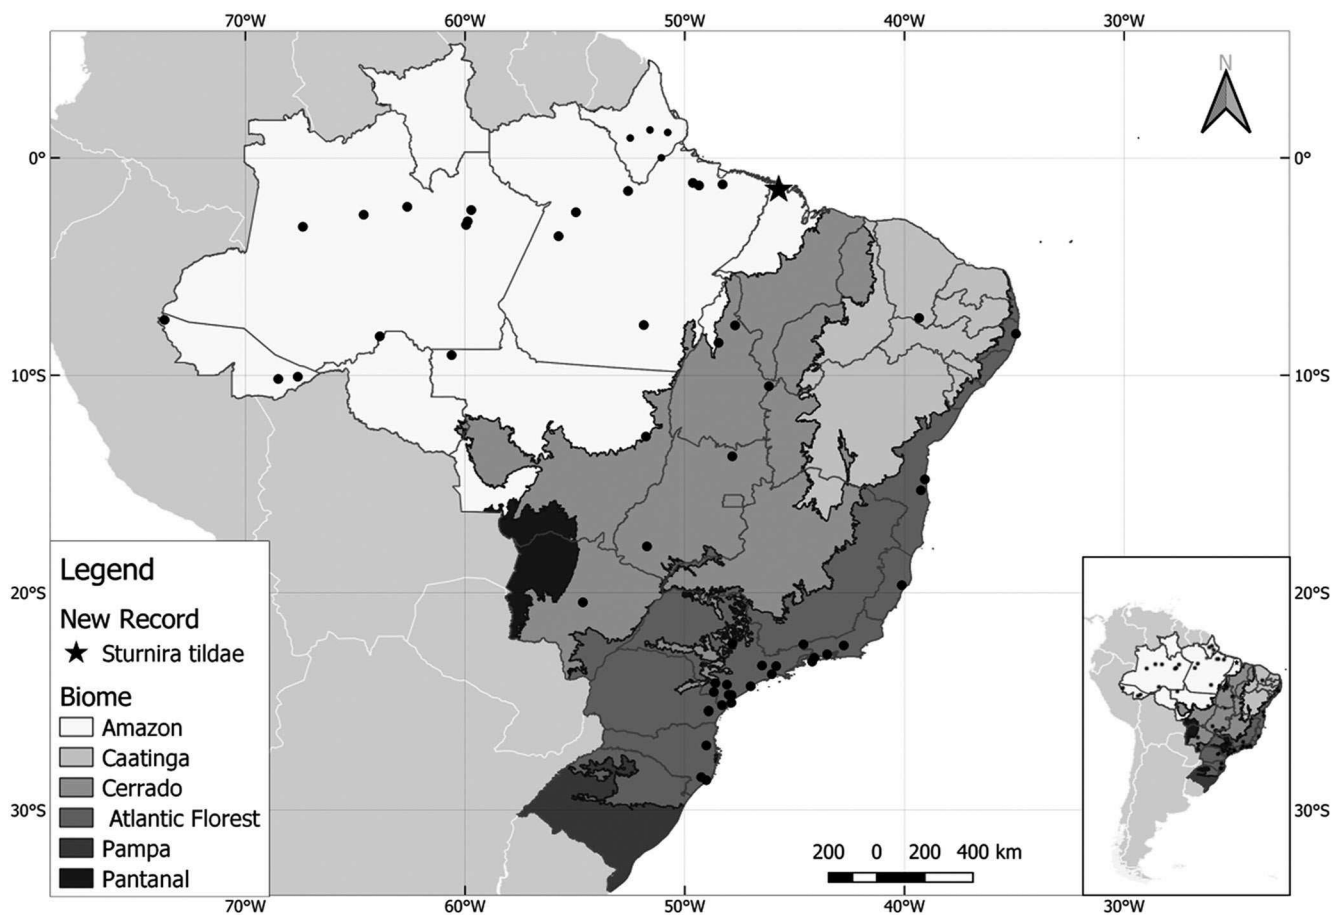 70°W 60°W 50°W 40°W 30°W
N
0° 0°
10°S 10°S
Legend
New Record
Sturnira tildae
Biome
Amazon
Caatinga
Cerrado
Atlantic Florest
Pampa
Pantanal
20°S 20°S
30°S 30°S
200 0 200 400 km
70°W 60°W 50°W 40°W 30°W